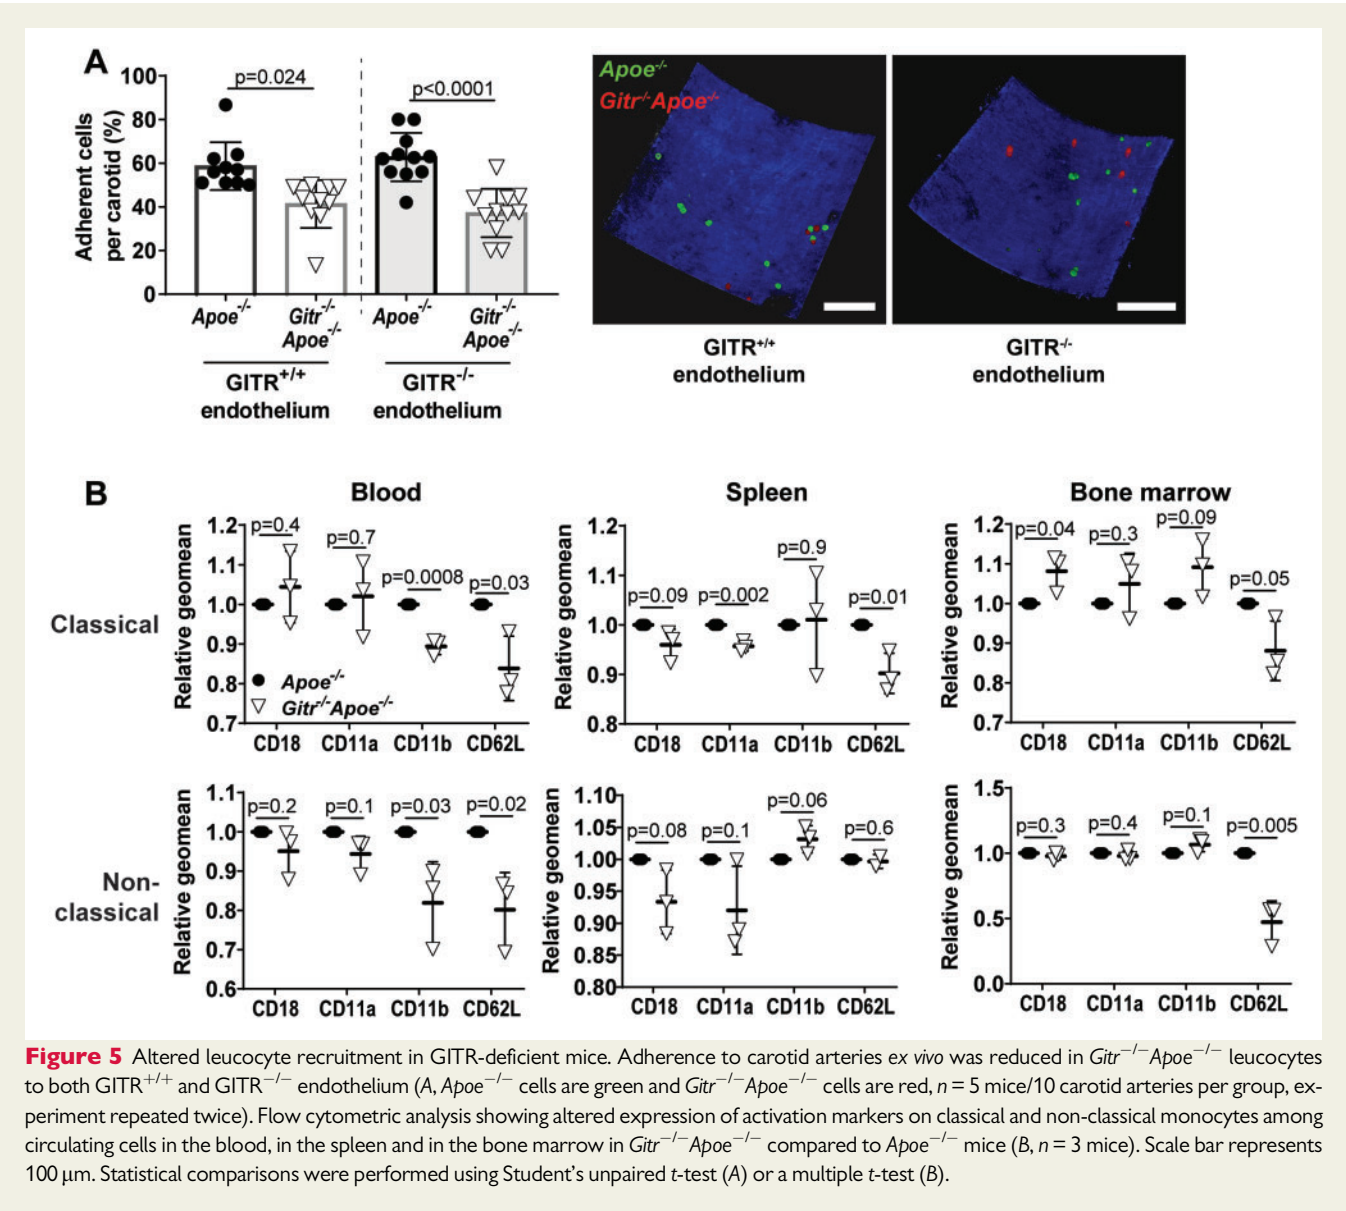 A
100
80
60
40
20
0
Adherent cells
per carotid (%)
p=0.024
p<0.0001
Apoe-/-
Gitr-/-
Apoe-/-
Apoe-/-
Gitr-/-
Apoe-/-
GITR+/+
endothelium
GITR-/-
endothelium
Apoe-/-
Gitr-/-Apoe-/-
GITR+/+
endothelium
GITR-/-
endothelium
B
Blood
Spleen
Bone marrow
Classical
Relative geomean
1.2
1.1
1.0
0.9
0.8
0.7
p=0.4
p=0.7
p=0.0008
p=0.03
Apoe-/-
Gitr-/-Apoe-/-
CD18 CD11a CD11b CD62L
Relative geomean
1.2
1.1
1.0
0.9
0.8
p=0.09
p=0.002
p=0.9
p=0.01
CD18 CD11a CD11b CD62L
Relative geomean
1.2
1.1
1.0
0.9
0.8
0.7
p=0.04
p=0.3
p=0.09
p=0.05
CD18 CD11a CD11b CD62L
Non-
classical
Relative geomean
1.1
1.0
0.9
0.8
0.7
0.6
p=0.2
p=0.1
p=0.03
p=0.02
CD18 CD11a CD11b CD62L
Relative geomean
1.10
1.05
1.00
0.95
0.90
0.85
0.80
p=0.08
p=0.1
p=0.06
p=0.6
CD18 CD11a CD11b CD62L
Relative geomean
1.5
1.0
0.5
0.0
p=0.3
p=0.4
p=0.1
p=0.005
CD18 CD11a CD11b CD62L
Figure 5 Altered leucocyte recruitment in GITR-deficient mice. Adherence to carotid arteries ex vivo was reduced in Gitr−/−Apoe−/− leucocytes
to both GITR+/+ and GITR−/− endothelium (A, Apoe−/− cells are green and Gitr−/−Apoe−/− cells are red, n = 5 mice/10 carotid arteries per group, ex-
periment repeated twice). Flow cytometric analysis showing altered expression of activation markers on classical and non-classical monocytes among
circulating cells in the blood, in the spleen and in the bone marrow in Gitr−/−Apoe−/− compared to Apoe−/− mice (B, n = 3 mice). Scale bar represents
100 μm. Statistical comparisons were performed using Student's unpaired t-test (A) or a multiple t-test (B).